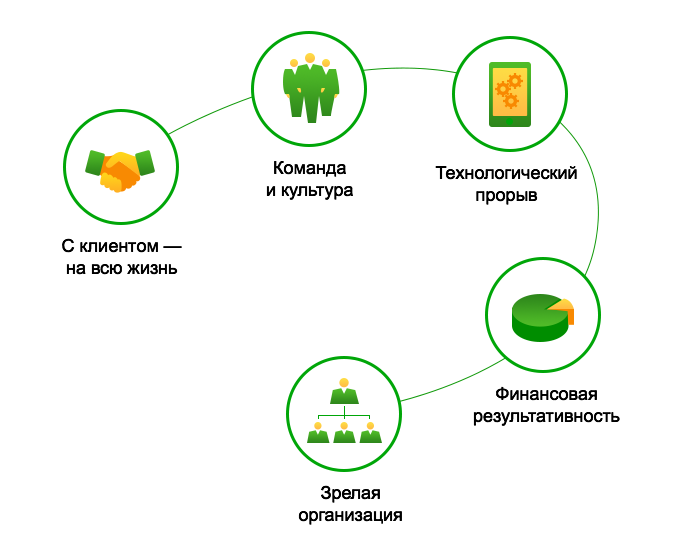 С клиентом —
на всю жизнь
Команда
и культура
Технологический
прорыв
Финансовая
результативность
Зрелая
организация